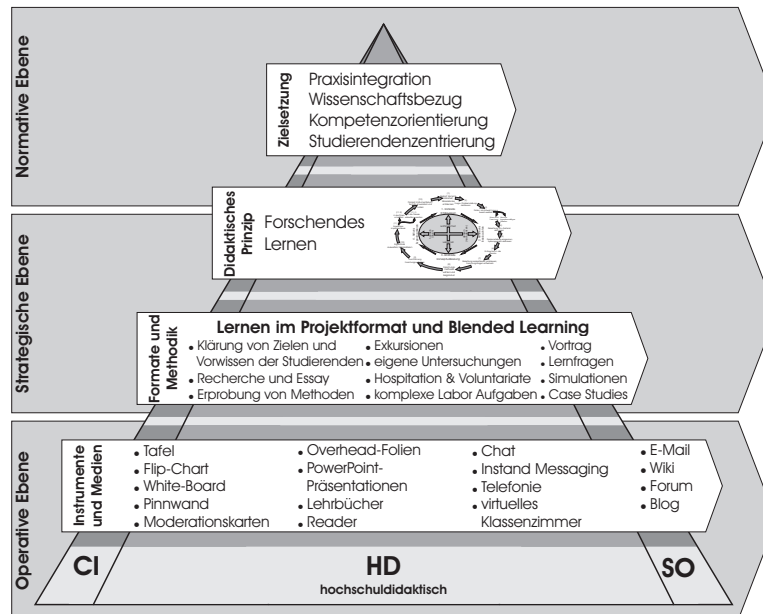 Normative Ebene
Zielsetzung
Praxisintegration
Wissenschaftsbezug
Kompetenzorientierung
Studierendenzentrierung
Strategische Ebene
Didaktisches
Prinzip
Forschendes
Lernen
Formate und
Methodik
Lernen im Projektformat und Blended Learning
• Klärung von Zielen und
Vorwissen der Studierenden
• Recherche und Essay
• Erprobung von Methoden
• Exkursionen
• eigene Untersuchungen
• Hospitation & Voluntariate
• komplexe Labor Aufgaben
• Vortrag
• Lernfragen
• Simulationen
• Case Studies
Operative Ebene
Instrumente
und Medien
• Tafel
• Flip-Chart
• White-Board
• Pinnwand
• Moderationskarten
• Overhead-Folien
• PowerPoint-
Präsentationen
• Lehrbücher
• Reader
• Chat
• Instand Messaging
• Telefonie
• virtuelles
Klassenzimmer
• E-Mail
• Wiki
• Forum
• Blog
CI
HD
hochschuldidaktisch
SO